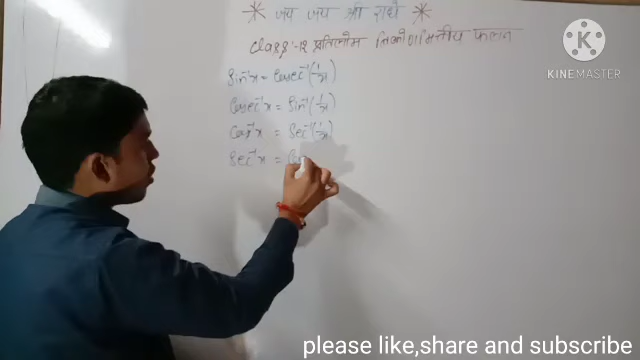 * जय जय श्री राधे *
class'-12 प्रतिलोम त्रिकोणमितीय फलन
Sin⁻¹x = Cosec⁻¹(1/x)
Cosec⁻¹x = Sin⁻¹(1/x)
Cos⁻¹x = Sec⁻¹(1/x)
Sec⁻¹x = Co
KINEMASTER
please like,share and subscribe